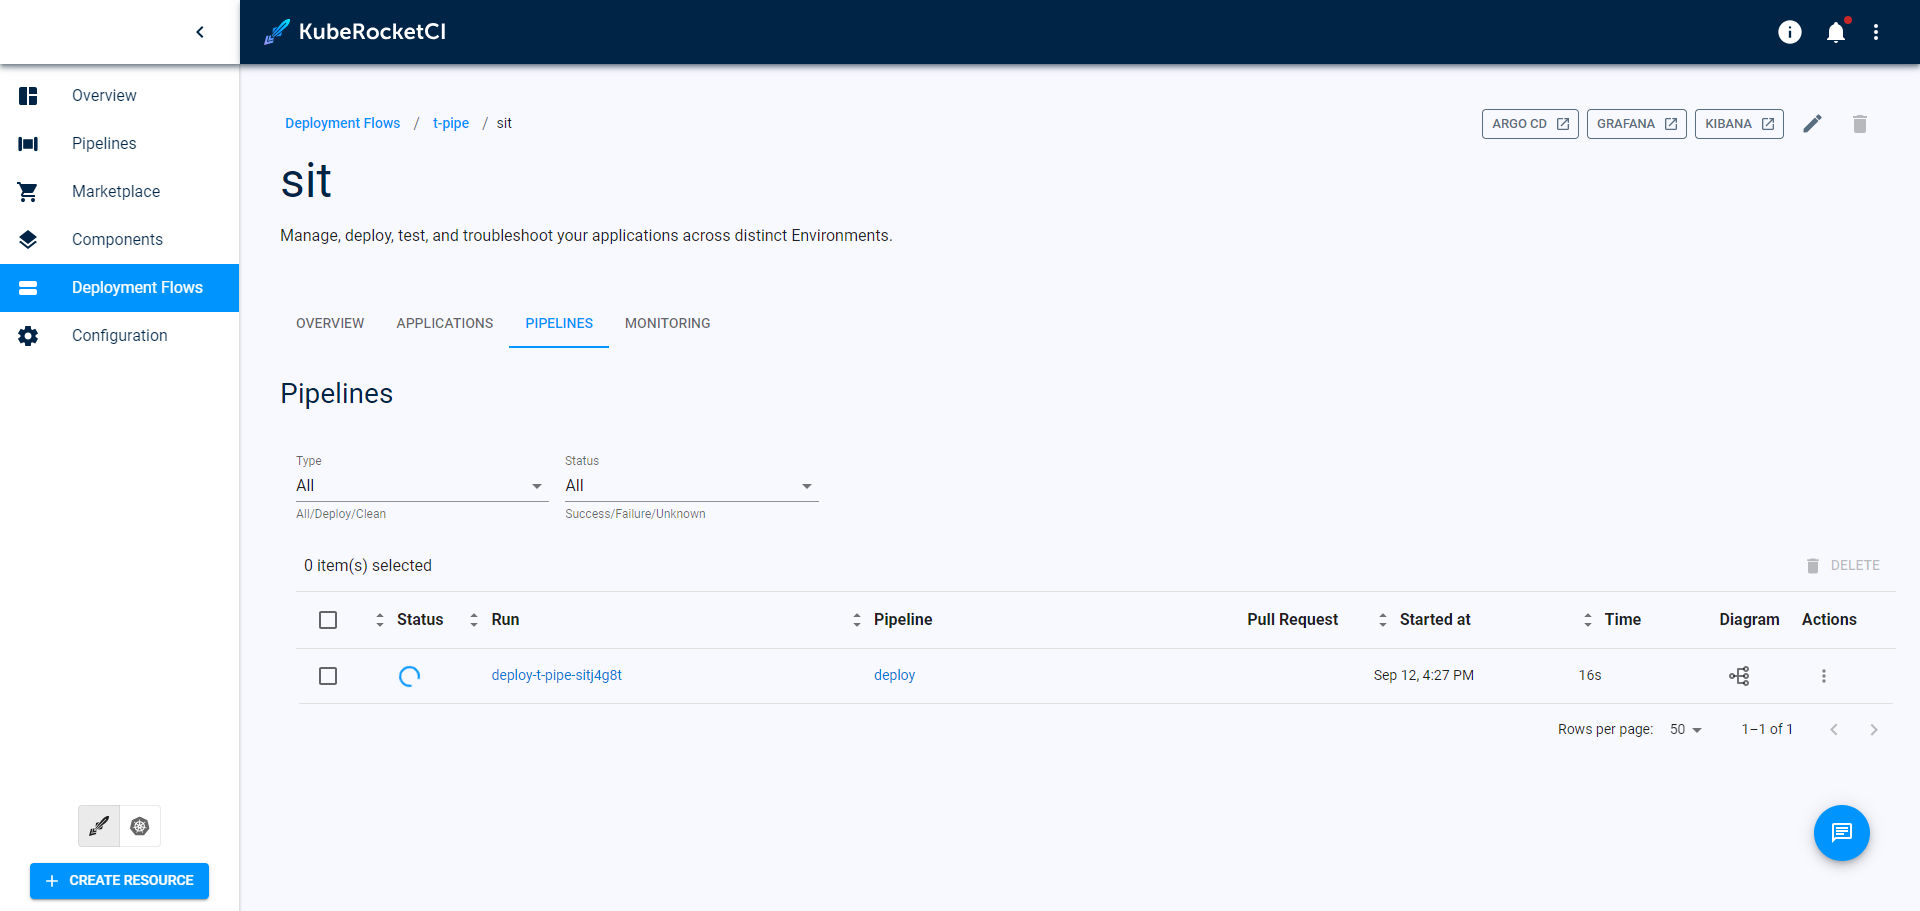 KubeRocketCI
Overview
Pipelines
Marketplace
Components
Deployment Flows
Configuration
CREATE RESOURCE
Deployment Flows / t-pipe / sit
ARGO CD GRAFANA KIBANA
sit
Manage, deploy, test, and troubleshoot your applications across distinct Environments.
OVERVIEW APPLICATIONS PIPELINES MONITORING
Pipelines
Type Status
All All
All/Deploy/Clean Success/Failure/Unknown
0 item(s) selected DELETE
Status Run Pipeline Pull Request Started at Time Diagram Actions
deploy-t-pipe-sitj4g8t deploy Sep 12, 4:27 PM 16s
Rows per page: 50 1–1 of 1